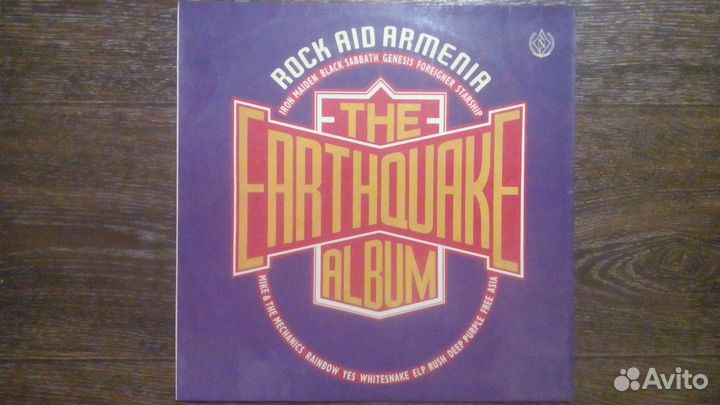 ROCK AID ARMENIA
IRON MAIDEN BLACK SABBATH GENESIS FOREIGNER STARSHIP
THE
EARTHQUAKE
ALBUM
MIKE & THE MECHANICS RAINBOW YES WHITESNAKE ELP RUSH DEEP PURPLE FREE ASIA
Avito